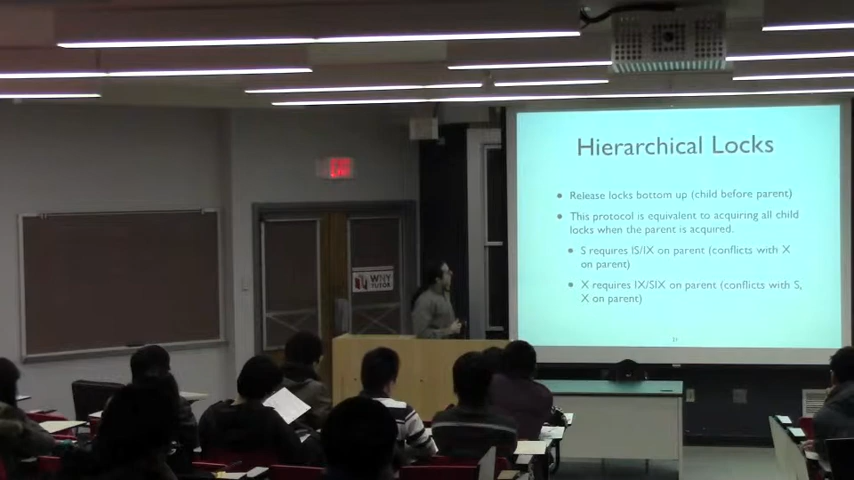 Hierarchical Locks
• Release locks bottom up (child before parent)
• This protocol is equivalent to acquiring all child
locks when the parent is acquired.
• S requires IS/IX on parent (conflicts with X
on parent)
• X requires IX/SIX on parent (conflicts with S,
X on parent)
WNY
TUTOR